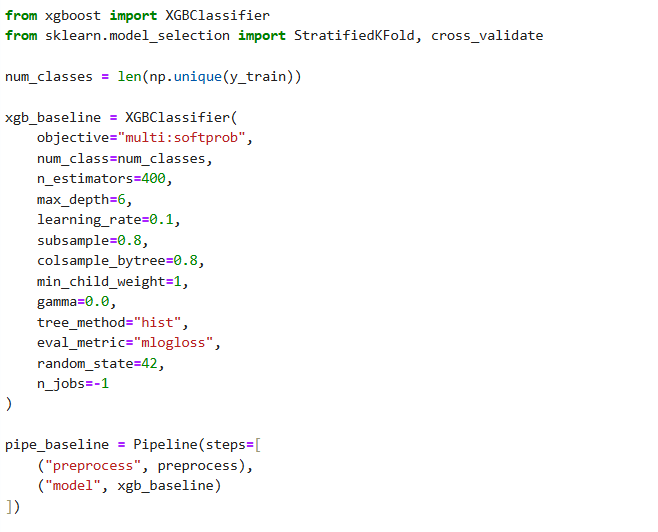 from xgboost import XGBClassifier
from sklearn.model_selection import StratifiedKFold, cross_validate

num_classes = len(np.unique(y_train))

xgb_baseline = XGBClassifier(
    objective="multi:softprob",
    num_class=num_classes,
    n_estimators=400,
    max_depth=6,
    learning_rate=0.1,
    subsample=0.8,
    colsample_bytree=0.8,
    min_child_weight=1,
    gamma=0.0,
    tree_method="hist",
    eval_metric="mlogloss",
    random_state=42,
    n_jobs=-1
)

pipe_baseline = Pipeline(steps=[
    ("preprocess", preprocess),
    ("model", xgb_baseline)
])